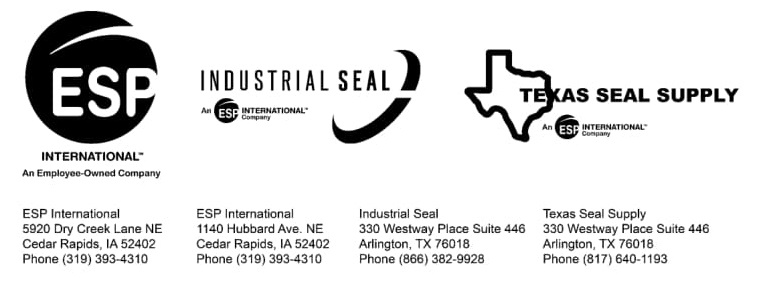 ESP
INTERNATIONAL™
An Employee-Owned Company
INDUSTRIAL SEAL
An ESP INTERNATIONAL™
Company
TEXAS SEAL SUPPLY
An ESP INTERNATIONAL™
Company
ESP International
5920 Dry Creek Lane NE
Cedar Rapids, IA 52402
Phone (319) 393-4310
ESP International
1140 Hubbard Ave. NE
Cedar Rapids, IA 52402
Phone (319) 393-4310
Industrial Seal
330 Westway Place Suite 446
Arlington, TX 76018
Phone (866) 382-9928
Texas Seal Supply
330 Westway Place Suite 446
Arlington, TX 76018
Phone (817) 640-1193